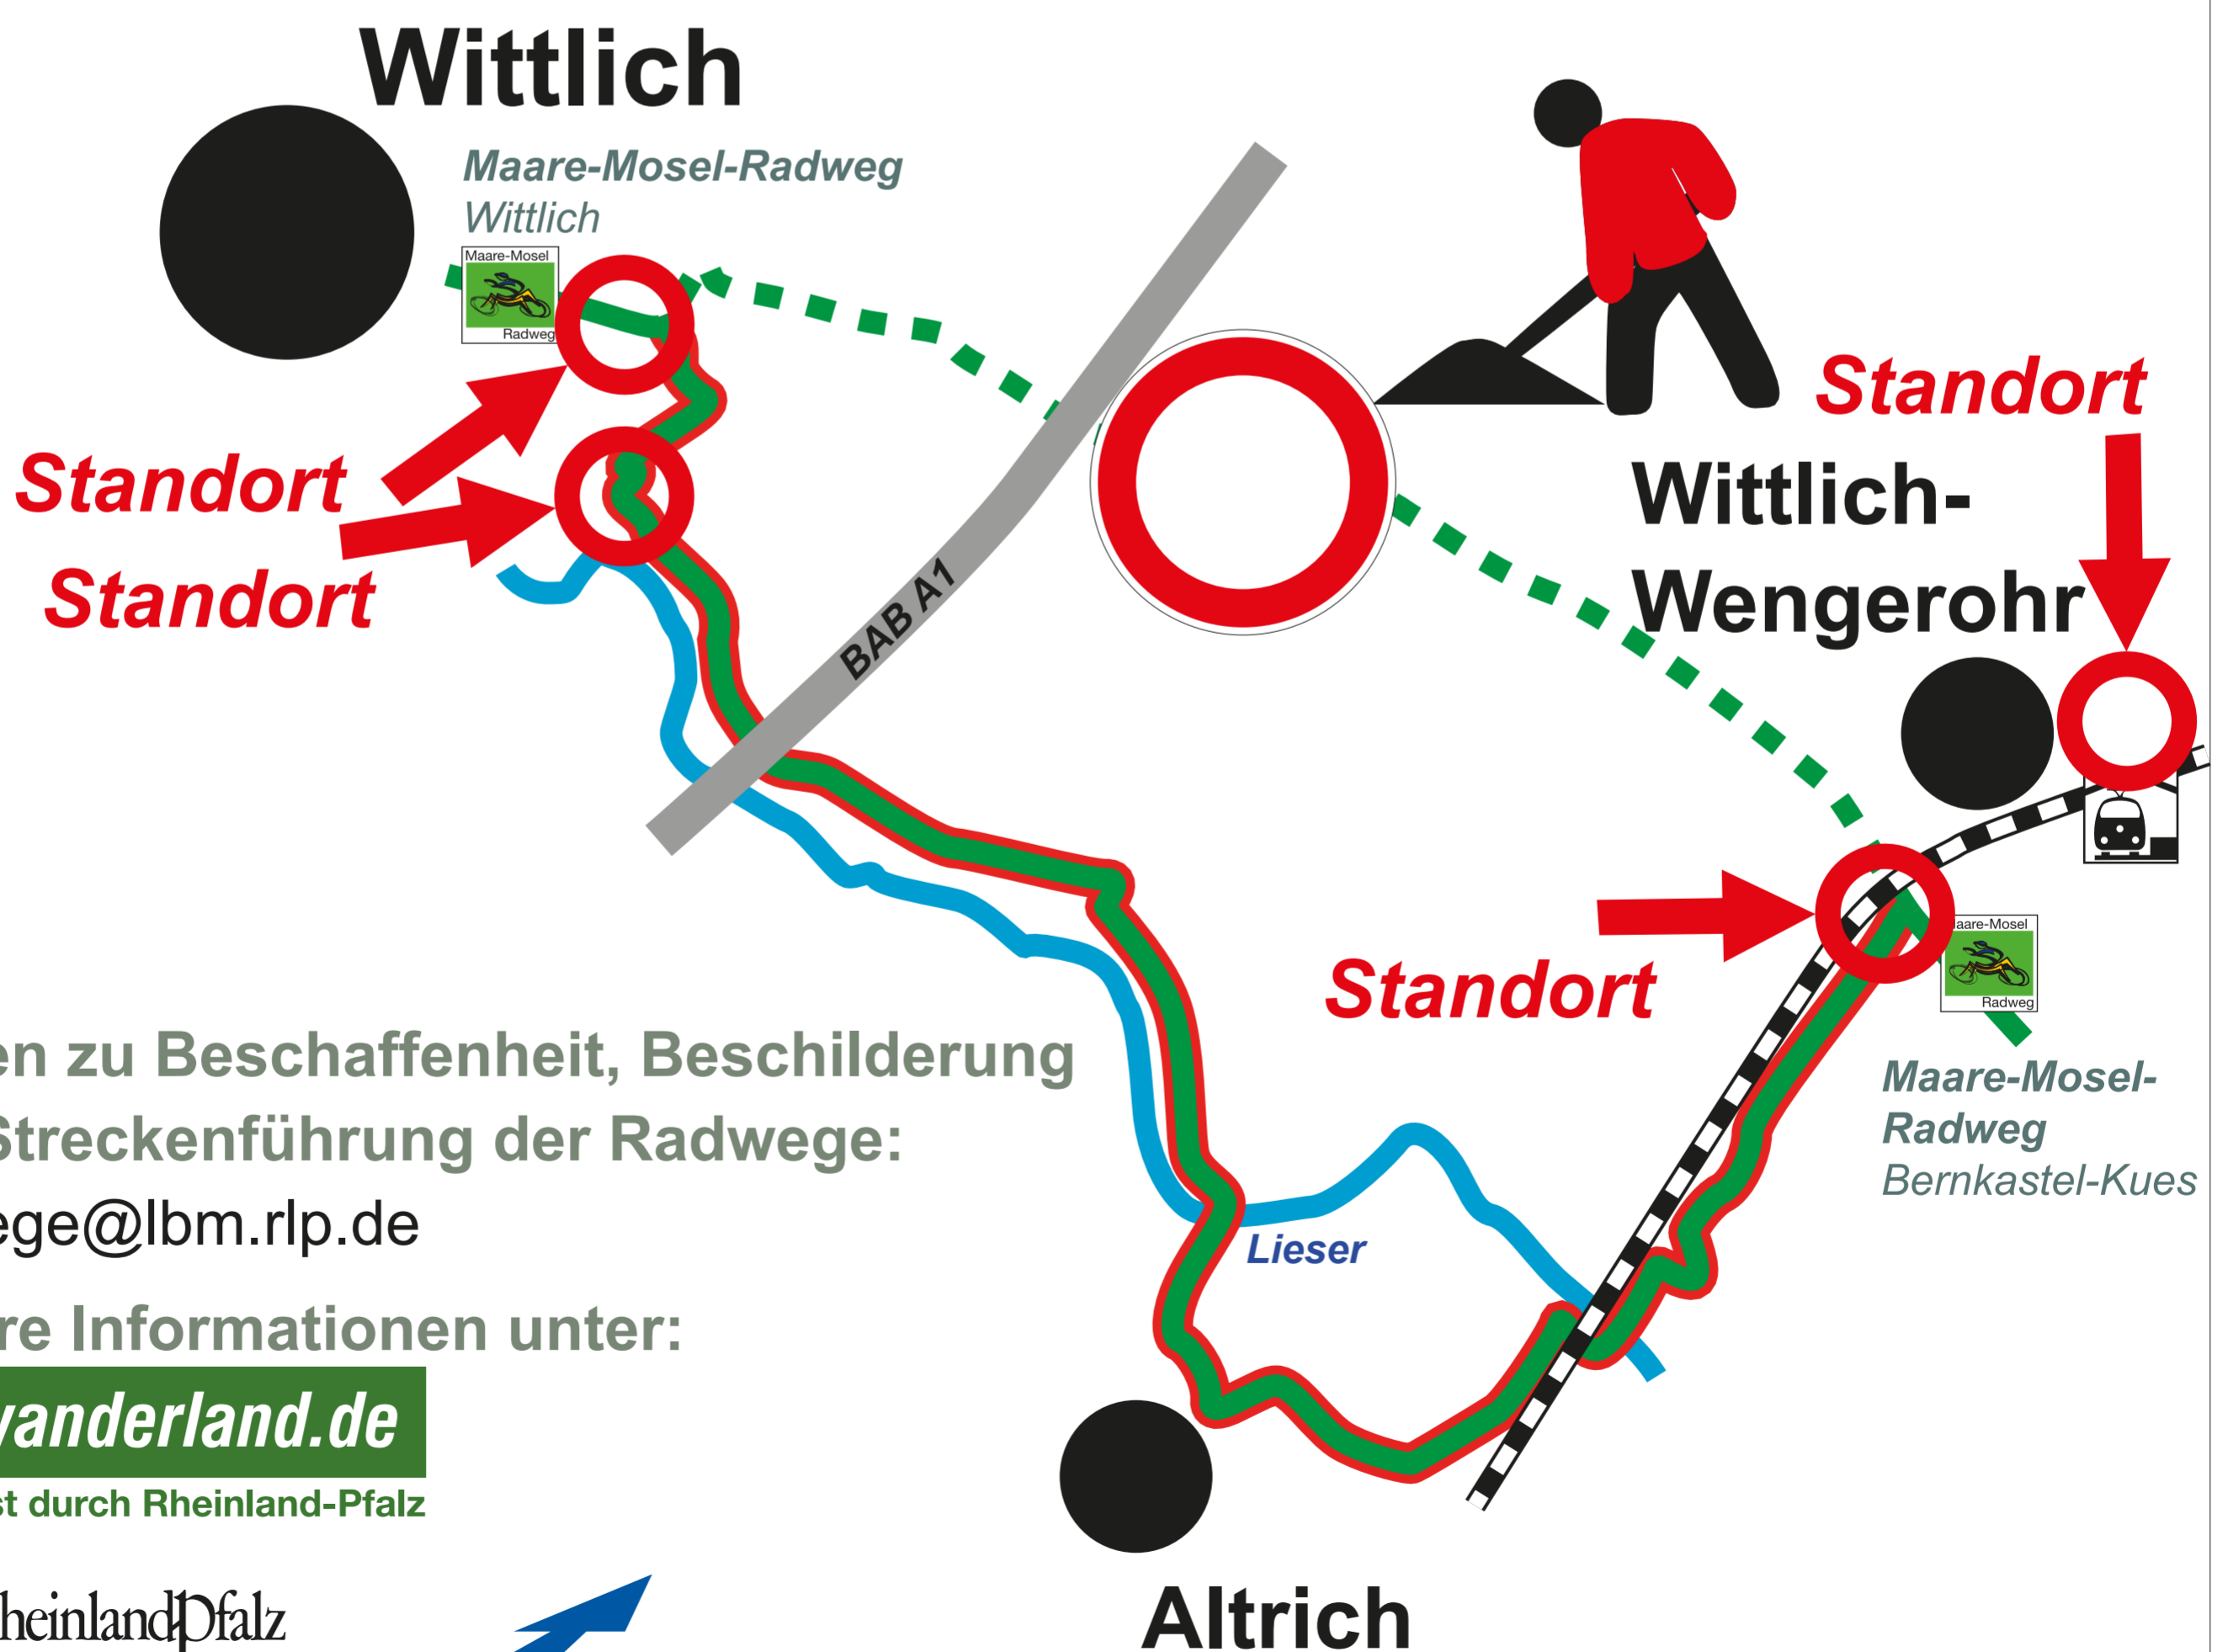 Wittlich
Maare-Mosel-Radweg
Wittlich
Maare-Mosel
Radweg
Standort
Standort
BAB A1
Standort
Wittlich-
Wengerohr
Standort
aare-Mosel
Radweg
Maare-Mosel-
Radweg
Bernkastel-Kues
Lieser
en zu Beschaffenheit, Beschilderung
Streckenführung der Radwege:
ege@lbm.rlp.de
re Informationen unter:
wanderland.de
st durch Rheinland-Pfalz
heinlandPfalz
Altrich